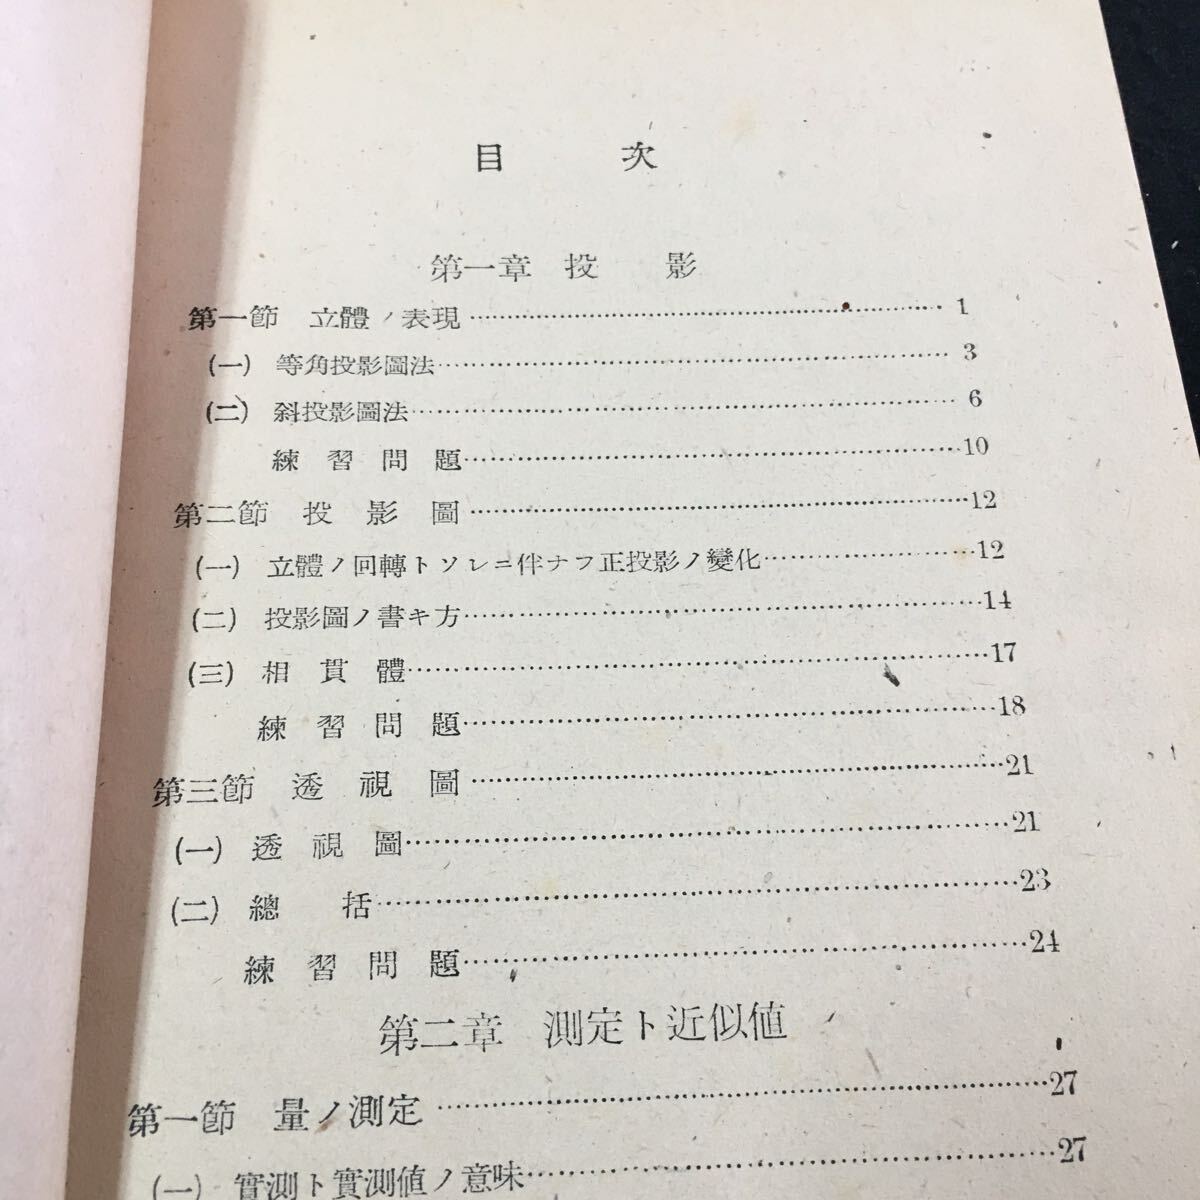 目次
第一章 投影
第一節 立體ノ表現……1
(一) 等角投影圖法……3
(二) 斜投影圖法……6
練習問題……10
第二節 投影圖……12
(一) 立體ノ回轉トソレニ伴ナフ正投影ノ變化……12
(二) 投影圖ノ書キ方……14
(三) 相貫體……17
練習問題……18
第三節 透視圖……21
(一) 透視圖……21
(二) 總括……23
練習問題……24
第二章 測定ト近似値
第一節 量ノ測定……27
(一) 實測ト實測値ノ意味……27